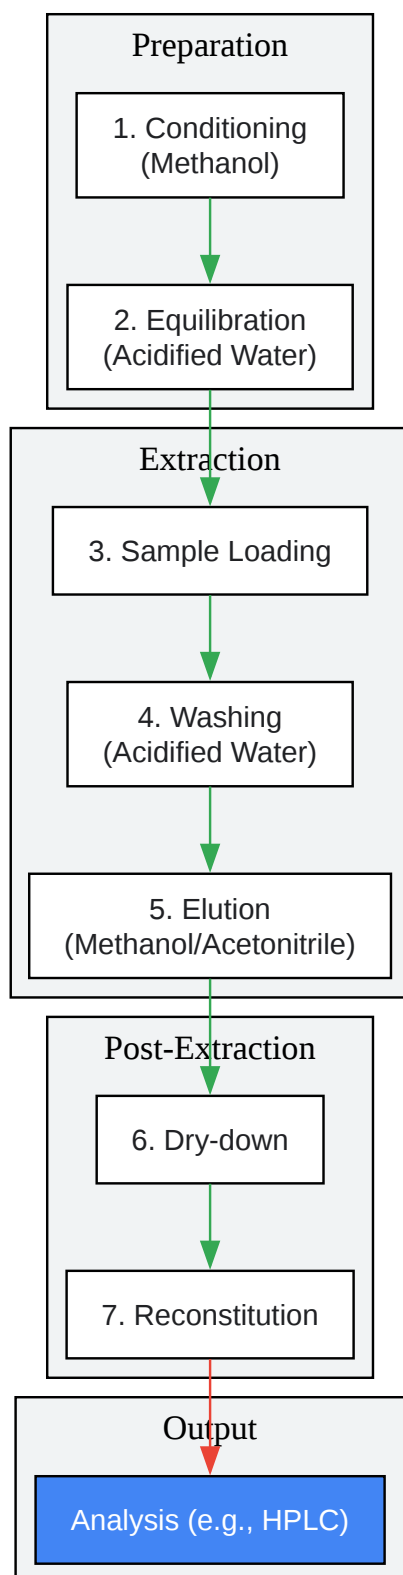 Preparation
1. Conditioning
(Methanol)
2. Equilibration
(Acidified Water)
Extraction
3. Sample Loading
4. Washing
(Acidified Water)
5. Elution
(Methanol/Acetonitrile)
Post-Extraction
6. Dry-down
7. Reconstitution
Output
Analysis (e.g., HPLC)